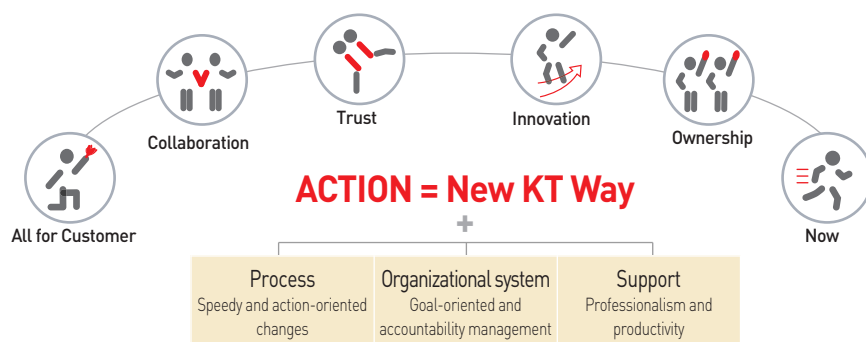 All for Customer
Collaboration
Trust
Innovation
Ownership
Now
ACTION = New KT Way
+
Process
Speedy and action-oriented
changes
Organizational system
Goal-oriented and
accountability management
Support
Professionalism and
productivity